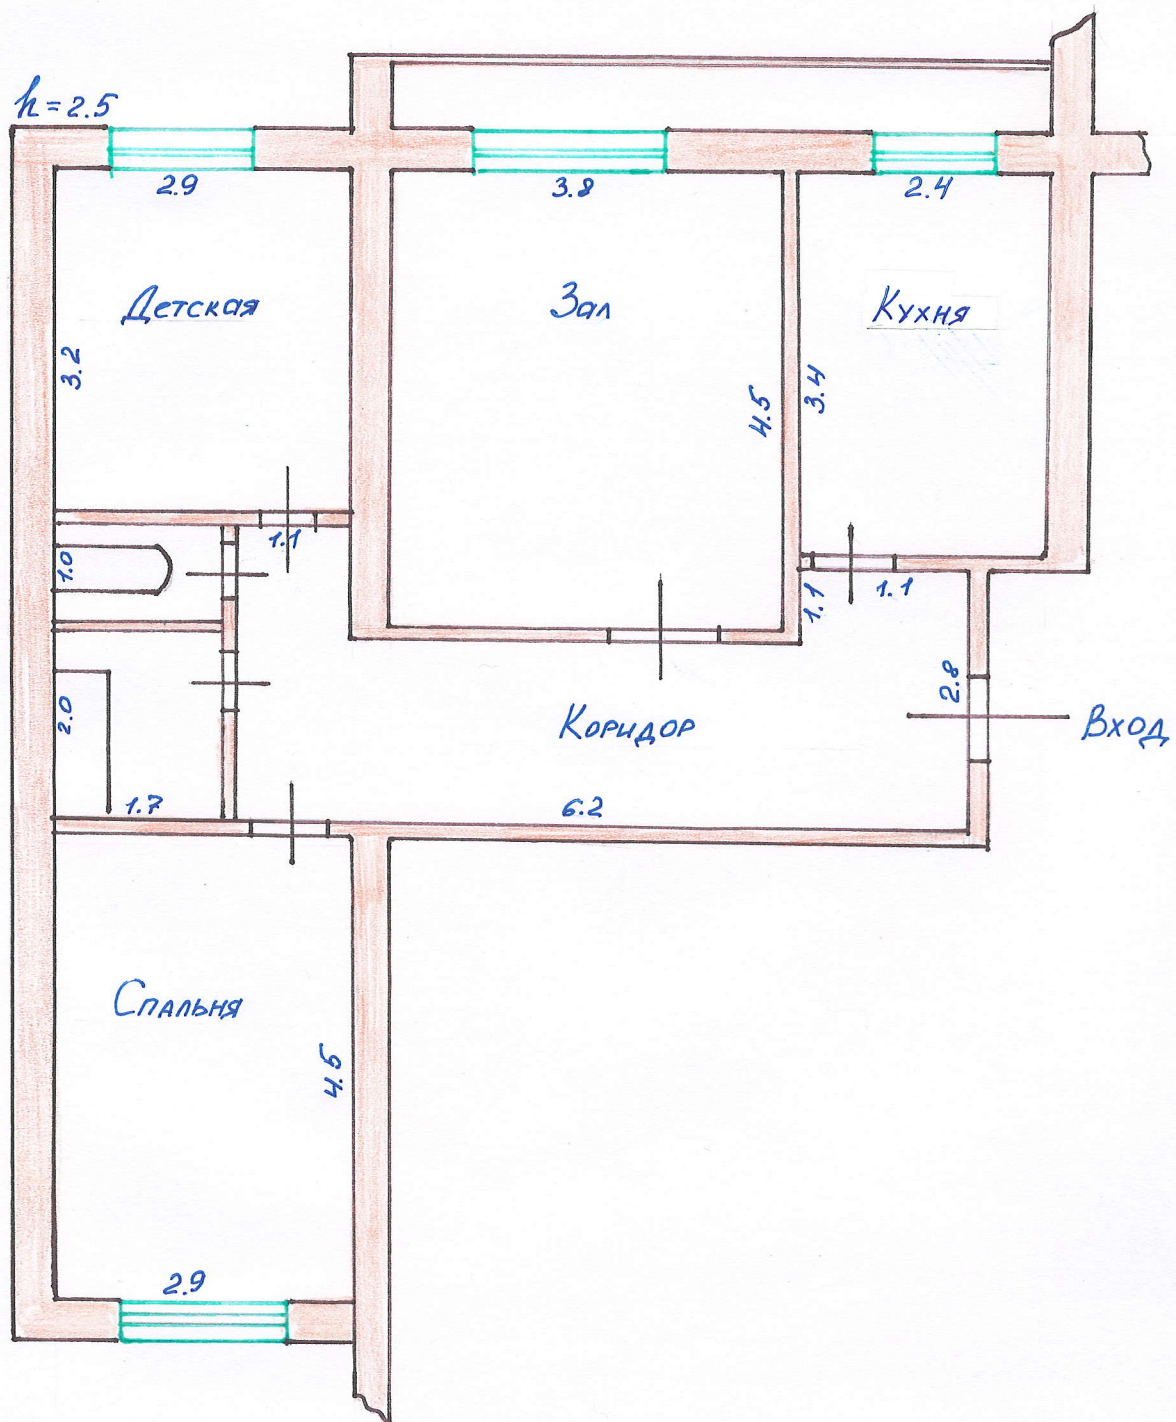 h=2.5
2.9
3.8
2.4
Детская
Зал
Кухня
3.2
4.5
3.4
1.0
1.1
1.1
1.1
2.0
2.8
Коридор
Вход
1.7
6.2
Спальня
4.5
2.9